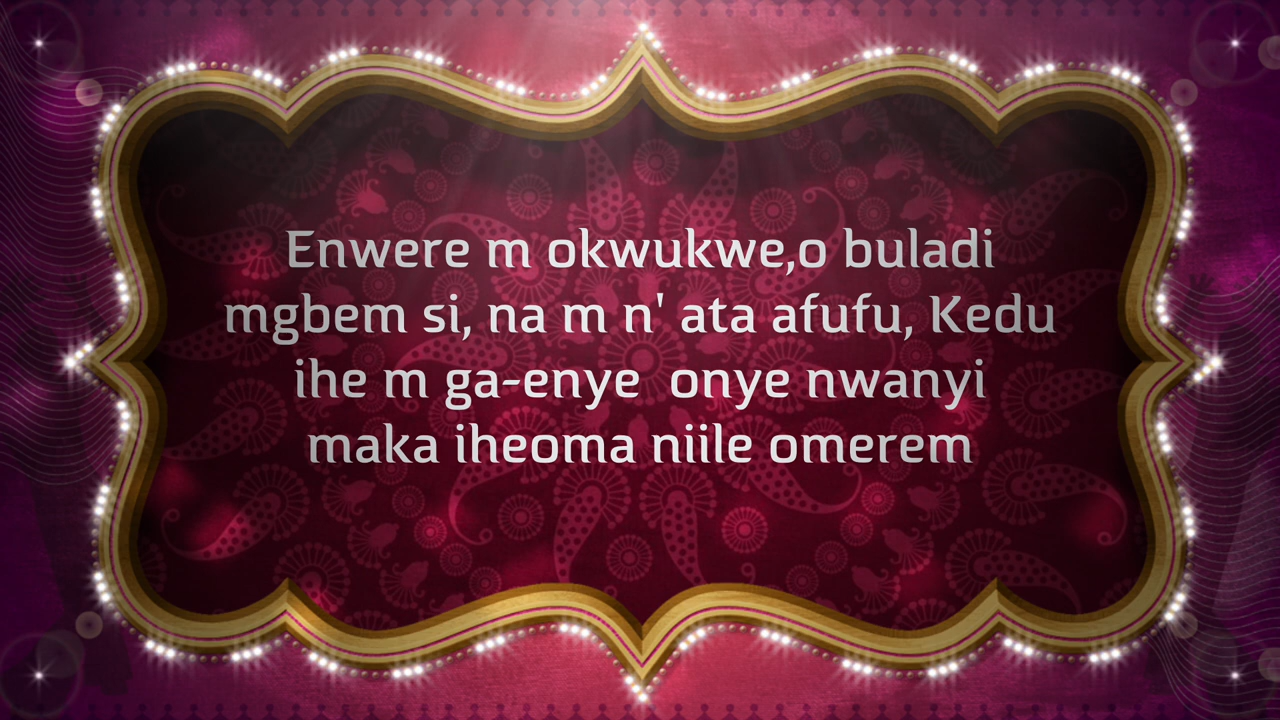 Enwere m okwukwe,o buladi
mgbem si, na m n' ata afufu, Kedu
ihe m ga-enye  onye nwanyi
maka iheoma niile omerem